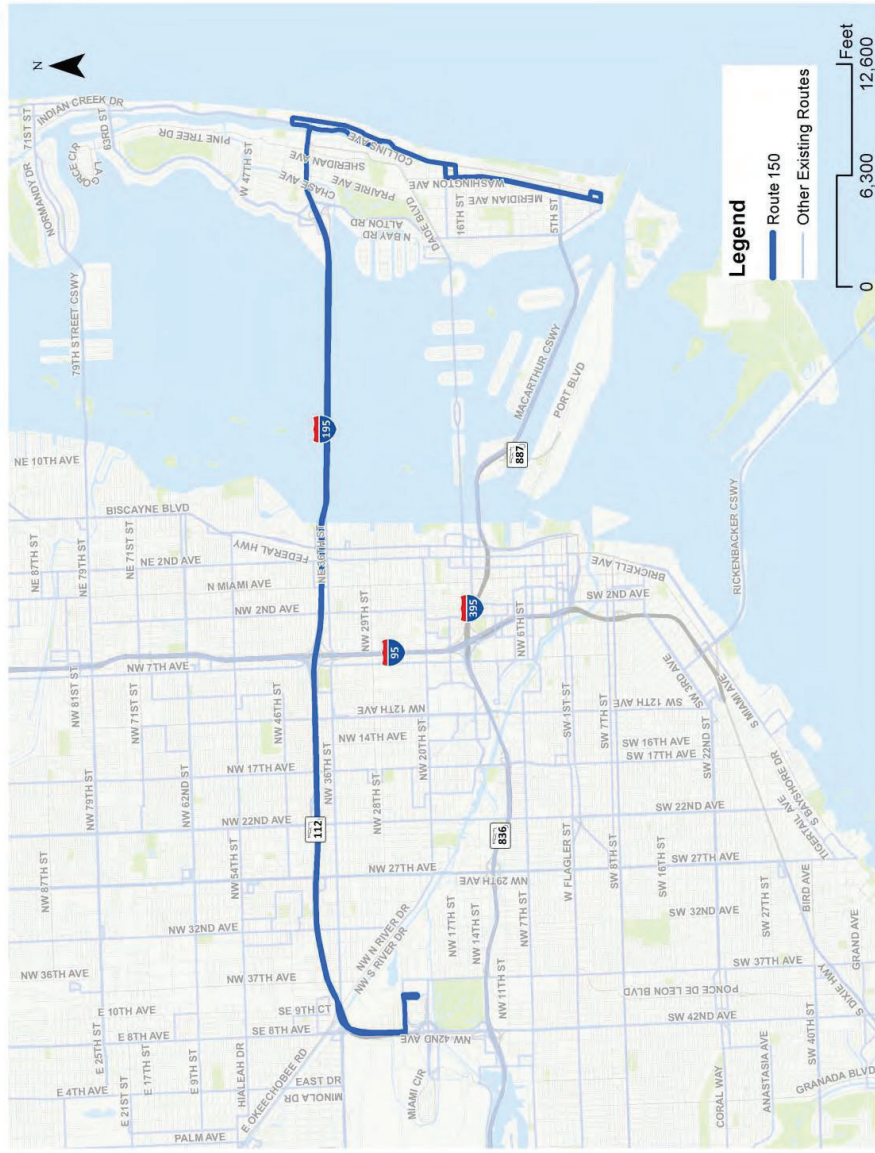 N
INDIAN CREEK DR
71ST ST
NORMANDY DR
LA GORCE CIR
63RD ST
PINE TREE DR
W 47TH ST
SHERIDAN AVE
CHASE AVE
PRAIRIE AVE
COLLINS AVE
ALTON RD
N BAY RD
DADE BLVD
WASHINGTON AVE
16TH ST
MERIDIAN AVE
5TH ST
79TH STREET CSWY
195
MACARTHUR CSWY
PORT BLVD
887
NE 10TH AVE
BISCAYNE BLVD
NE 87TH ST
NE 79TH ST
NE 71ST ST
NE 2ND AVE
FEDERAL HWY
NE 36TH ST
N MIAMI AVE
NW 2ND AVE
NW 29TH ST
395
NW 6TH ST
SW 2ND AVE
BRICKELL AVE
RICKENBACKER CSWY
95
NW 7TH AVE
NW 81ST ST
NW 79TH ST
NW 71ST ST
NW 62ND ST
NW 46TH ST
NW 12TH AVE
NW 14TH AVE
NW 36TH ST
NW 20TH ST
SW 1ST ST
SW 7TH ST
SW 12TH AVE
SW 3RD AVE
S MIAMI AVE
SW 16TH AVE
SW 17TH AVE
SW 22ND ST
S BAYSHORE DR
TIGERTAIL AVE
NW 17TH AVE
NW 28TH ST
NW 22ND AVE
112
836
SW 22ND AVE
NW 87TH ST
NW 54TH ST
NW 27TH AVE
NW 29TH AVE
W FLAGLER ST
SW 8TH ST
SW 16TH ST
SW 27TH AVE
BIRD AVE
NW 32ND AVE
NW N RIVER DR
NW S RIVER DR
NW 17TH ST
NW 14TH ST
NW 7TH ST
SW 32ND AVE
SW 27TH ST
GRAND AVE
NW 36TH AVE
NW 37TH AVE
NW 11TH ST
SW 37TH AVE
PONCE DE LEON BLVD
S DIXIE HWY
E 10TH AVE
SE 9TH CT
E 8TH AVE
SE 8TH AVE
NW 42ND AVE
SW 42ND AVE
SW 40TH ST
E 25TH ST
E 17TH ST
E 9TH ST
HIALEAH DR
E OKEECHOBEE RD
E 4TH AVE
E 21ST ST
EAST DR
MINOLA DR
MIAMI CIR
CORAL WAY
ANASTASIA AVE
GRANADA BLVD
PALM AVE
Legend
Route 150
Other Existing Routes
0 6,300 12,600
Feet